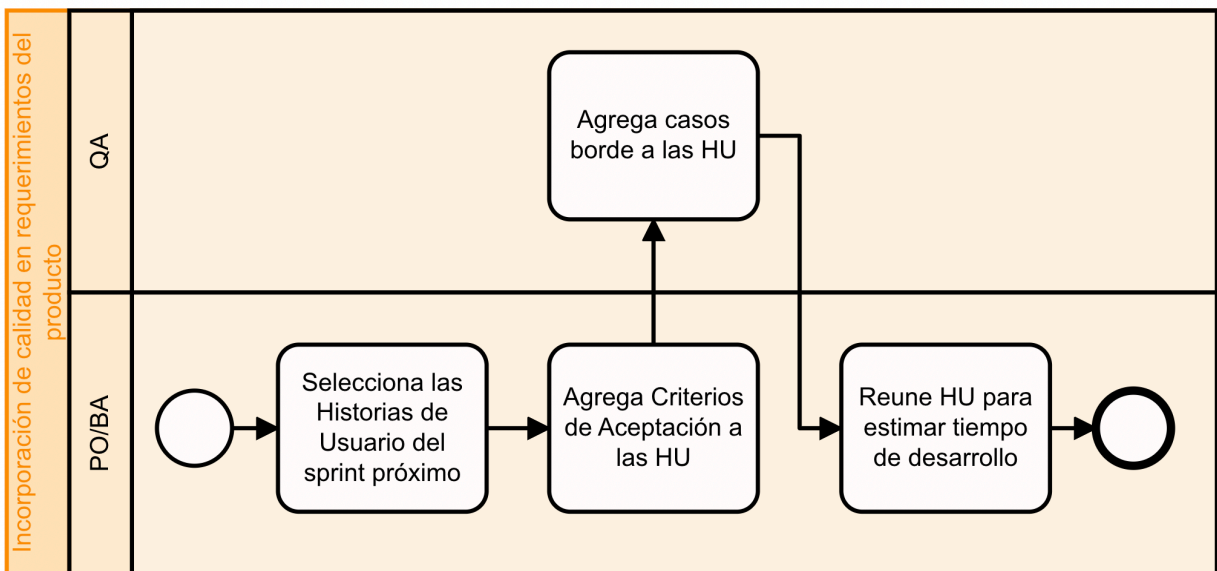 Incorporación de calidad en requerimientos del
producto
QA
Agrega casos
borde a las HU
PO/BA
Selecciona las
Historias de
Usuario del
sprint próximo
Agrega Criterios
de Aceptación a
las HU
Reune HU para
estimar tiempo
de desarrollo